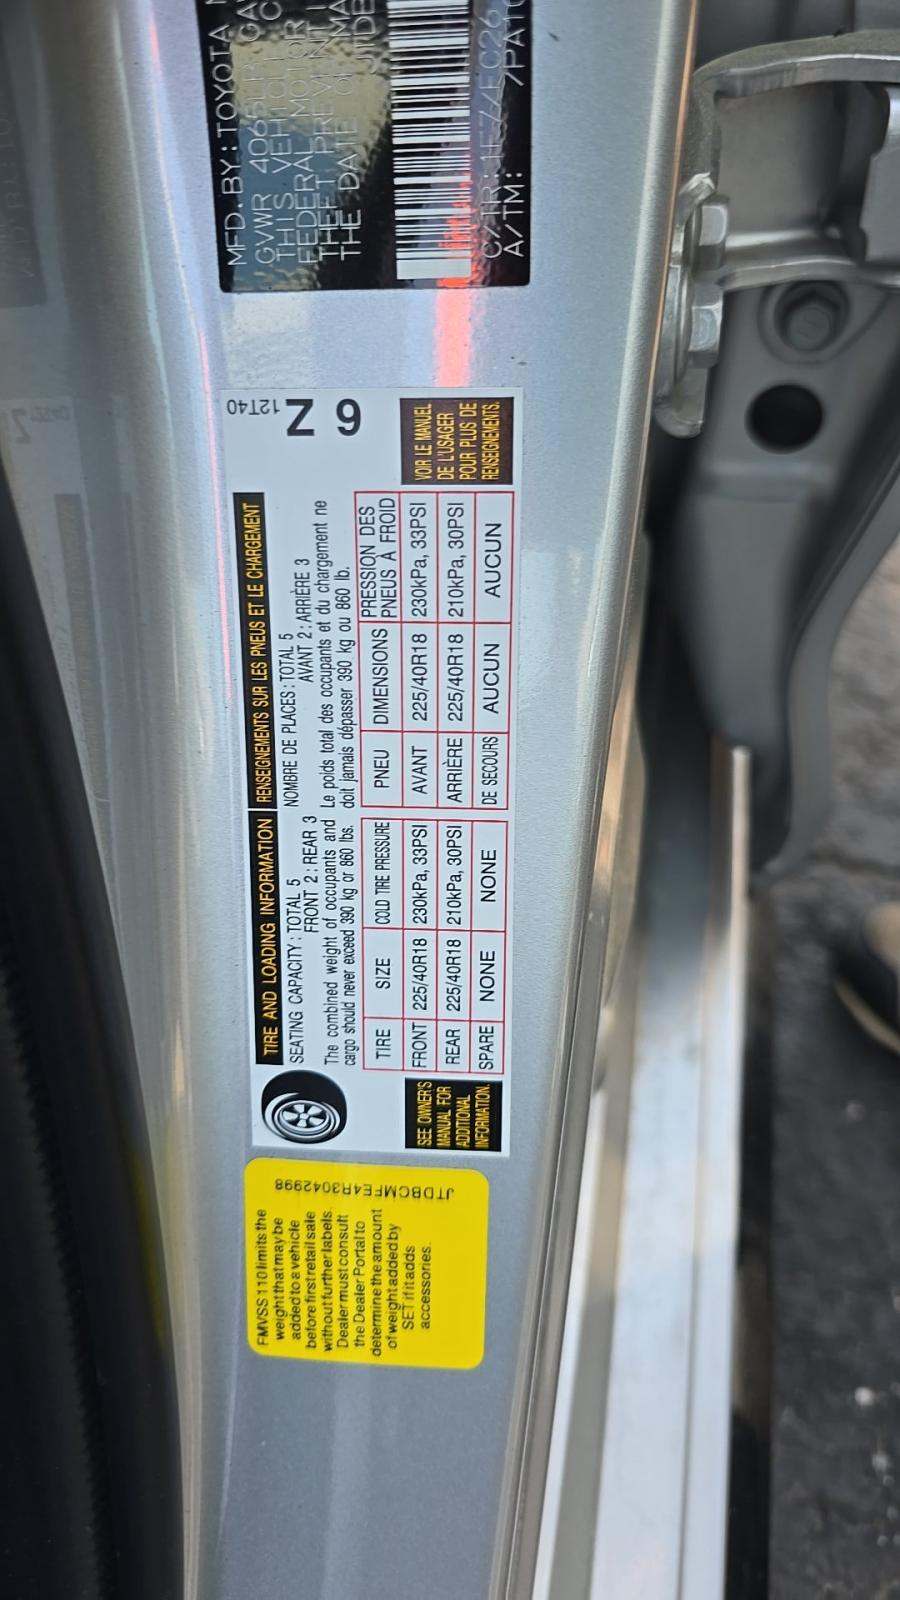 MFD. BY: TOYOTA
GVWR 4065LB
THIS VEHICLE
FEDERAL MOTOR
THEFT PREVENTI
THE DATE OF MA
C/TR: 1F7/FC26
A/TM:
12T40
6 Z
TIRE AND LOADING INFORMATION
SEATING CAPACITY : TOTAL 5
FRONT 2 : REAR 3
The combined weight of occupants and
cargo should never exceed 390 kg or 860 lbs.
TIRE SIZE COLD TIRE PRESSURE
FRONT 225/40R18 230kPa, 33PSI
REAR 225/40R18 210kPa, 30PSI
SPARE NONE NONE
SEE OWNER'S
MANUAL FOR
ADDITIONAL
INFORMATION.
RENSEIGNEMENTS SUR LES PNEUS ET LE CHARGEMENT
NOMBRE DE PLACES : TOTAL 5
AVANT 2 : ARRIÈRE 3
Le poids total des occupants et du chargement ne
doit jamais dépasser 390 kg ou 860 lb.
PNEU DIMENSIONS PRESSION DES
PNEUS À FROID
AVANT 225/40R18 230kPa, 33PSI
ARRIÈRE 225/40R18 210kPa, 30PSI
DE SECOURS AUCUN AUCUN
VOIR LE MANUEL
DE L'USAGER
POUR PLUS DE
RENSEIGNEMENTS.
FMVSS 110 limits the
weight that may be
added to a vehicle
before first retail sale
without further labels.
Dealer must consult
the Dealer Portal to
determine the amount
of weight added by
SET if it adds
accessories.
JTDBCMFE4R3042998